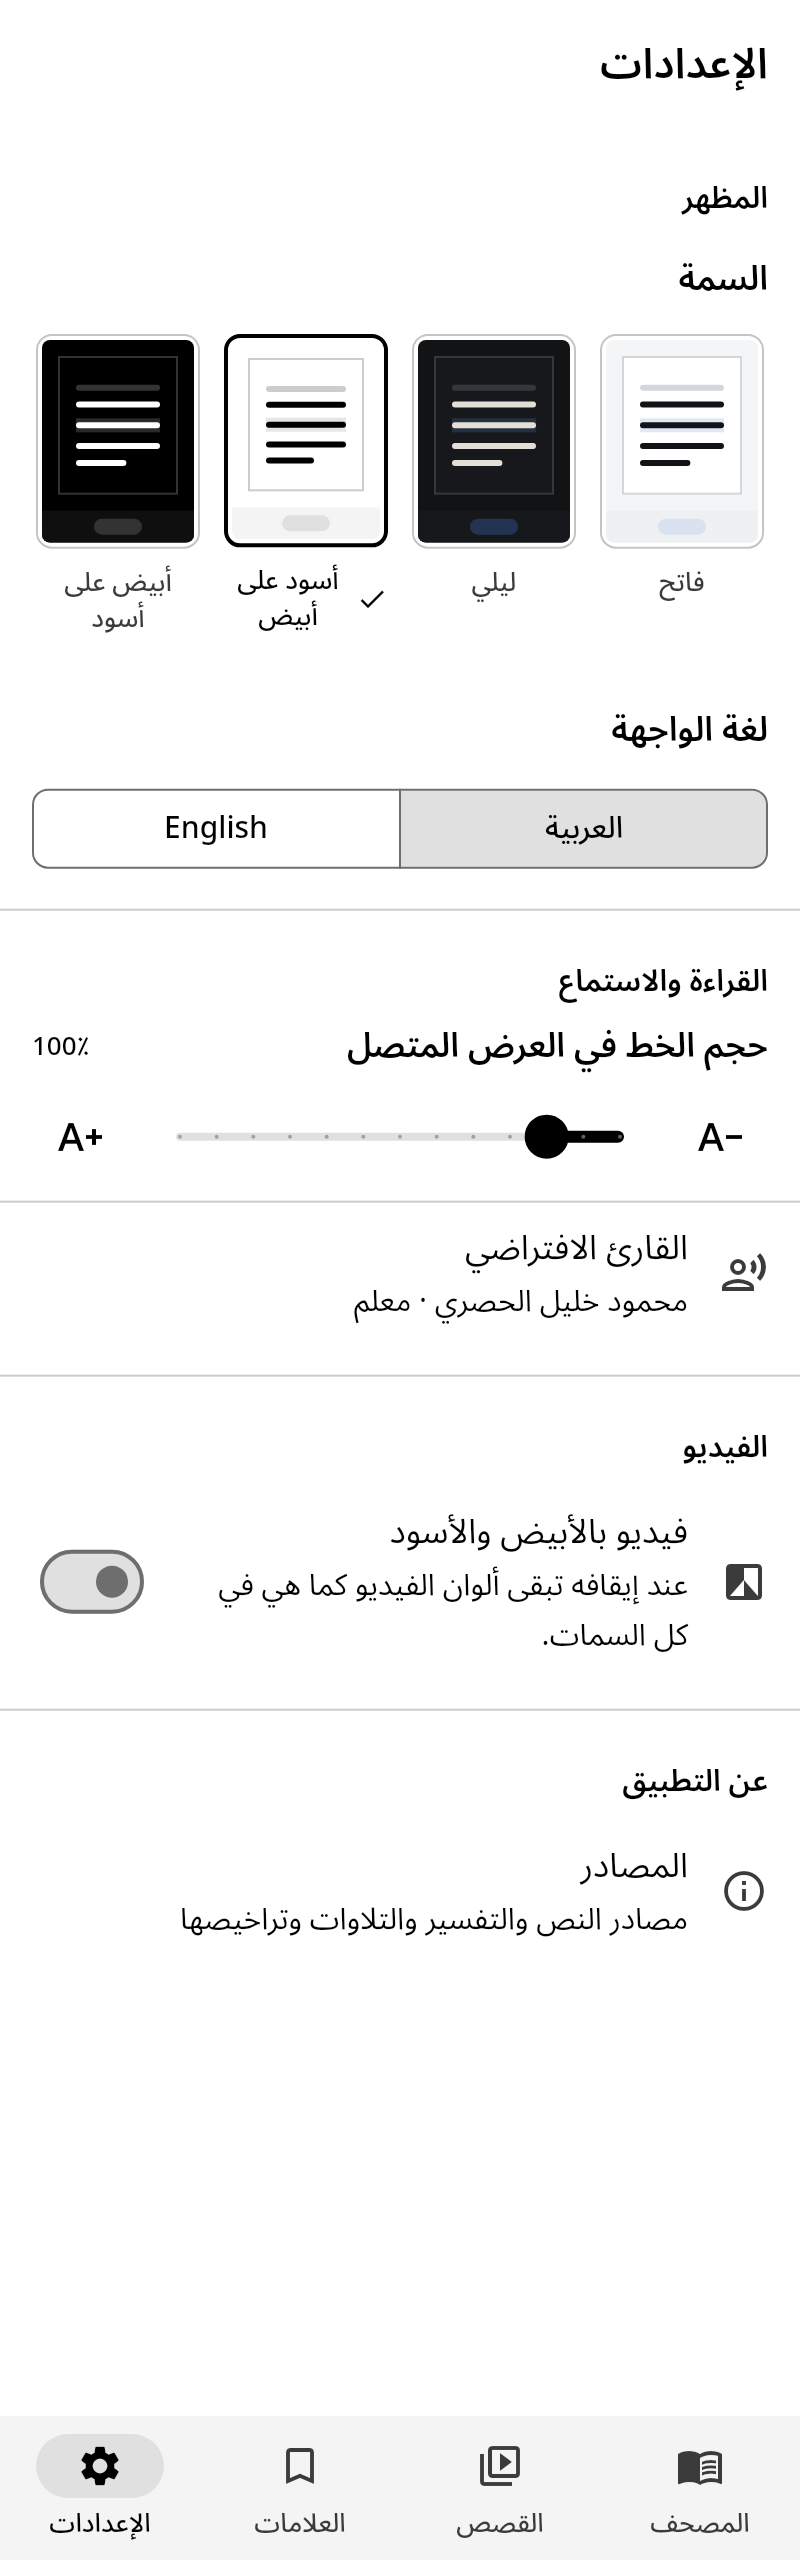 الإعدادات
المظهر
السمة
فاتح
ليلي
أسود على
أبيض
أبيض على
أسود
لغة الواجهة
العربية
English
القراءة والاستماع
حجم الخط في العرض المتصل
100٪
A−
A+
القارئ الافتراضي
محمود خليل الحصري · معلم
الفيديو
فيديو بالأبيض والأسود
عند إيقافه تبقى ألوان الفيديو كما هي في
كل السمات.
عن التطبيق
المصادر
مصادر النص والتفسير والتلاوات وتراخيصها
المصحف
القصص
العلامات
الإعدادات